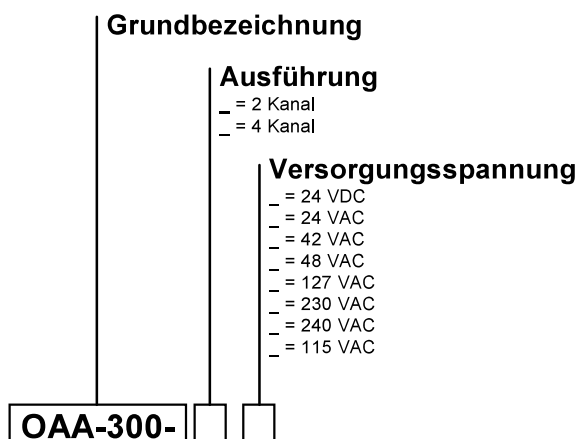 Grundbezeichnung
Ausführung
_ = 2 Kanal
_ = 4 Kanal
Versorgungsspannung
_ = 24 VDC
_ = 24 VAC
_ = 42 VAC
_ = 48 VAC
_ = 127 VAC
_ = 230 VAC
_ = 240 VAC
_ = 115 VAC
OAA-300-